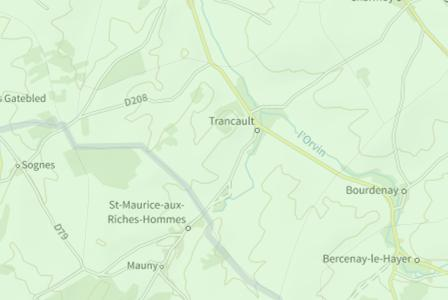 s Gatebled
D208
Trancault
l'Orvin
Sognes
Bourdenay
St-Maurice-aux-
Riches-Hommes
D79
Mauny
Bercenay-le-Hayer